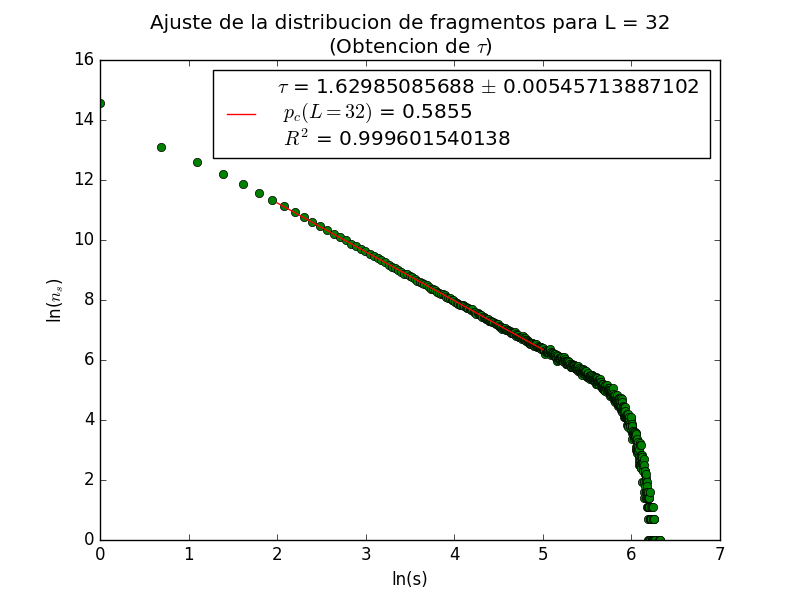 Ajuste de la distribucion de fragmentos para L = 32
(Obtencion de τ)
τ = 1.62985085688 ± 0.00545713887102
p_c(L = 32) = 0.5855
R² = 0.999601540138
16
14
12
10
8
6
4
2
0
ln(n_s)
0 1 2 3 4 5 6 7
ln(s)